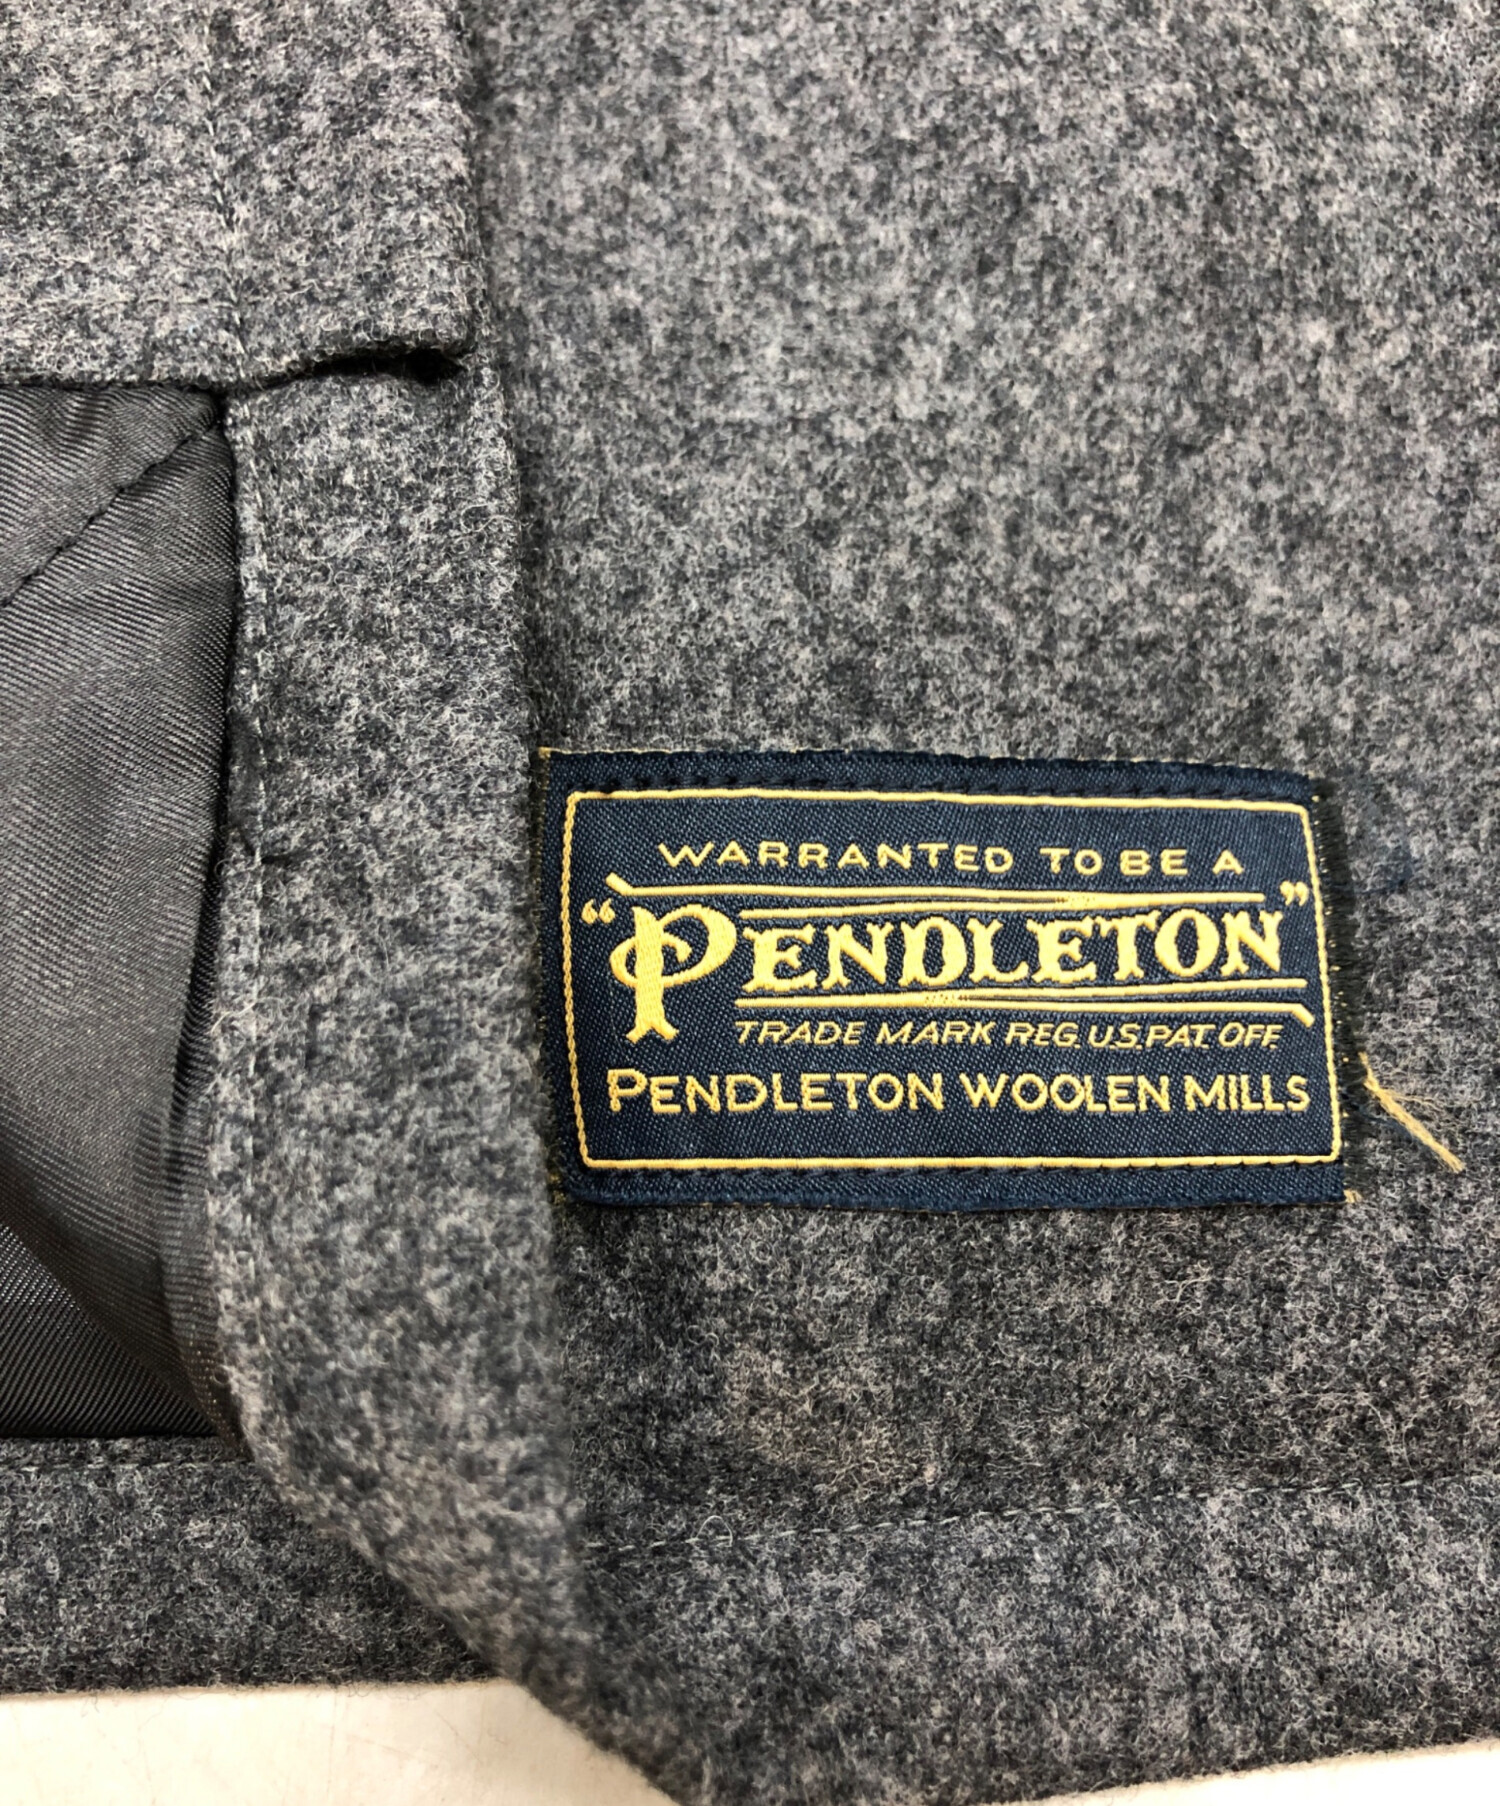 WARRANTED TO BE A
“PENDLETON”
TRADE MARK REG. U.S. PAT. OFF.
PENDLETON WOOLEN MILLS